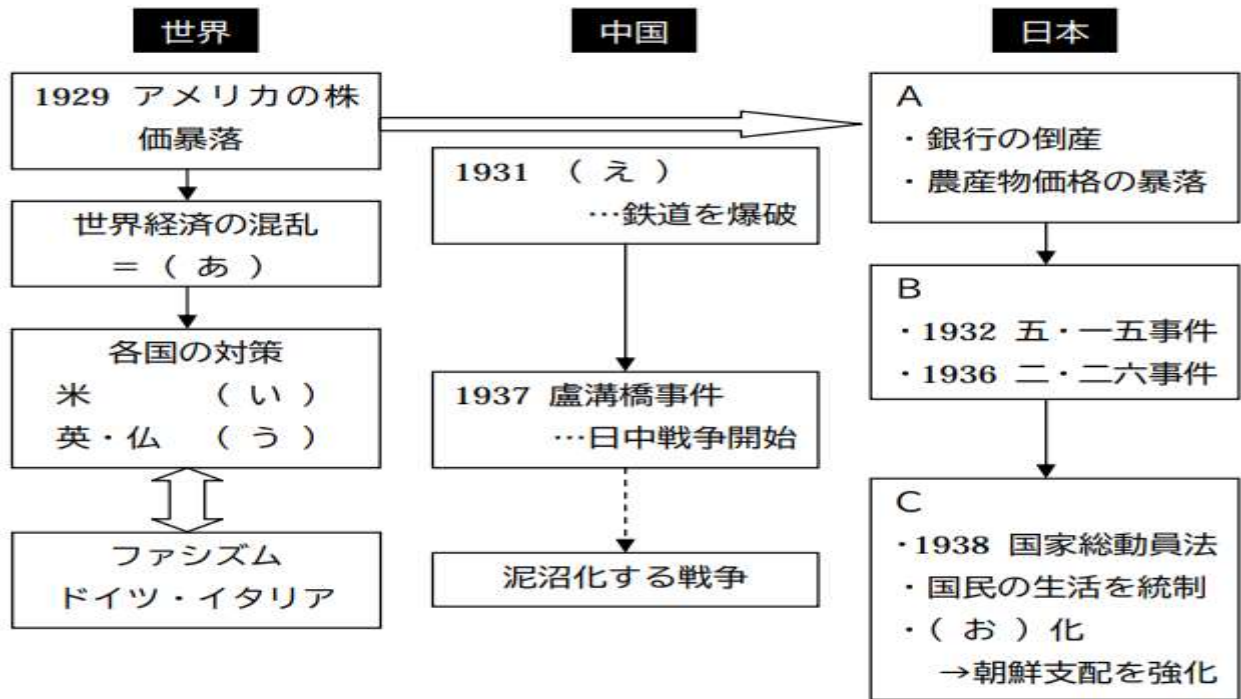 世界
1929 アメリカの株
価暴落
世界経済の混乱
＝（ あ ）
各国の対策
米 （ い ）
英・仏 （ う ）
ファシズム
ドイツ・イタリア
中国
1931 （ え ）
…鉄道を爆破
1937 盧溝橋事件
…日中戦争開始
泥沼化する戦争
日本
A
・銀行の倒産
・農産物価格の暴落
B
・1932 五・一五事件
・1936 二・二六事件
C
・1938 国家総動員法
・国民の生活を統制
・（ お ）化
→朝鮮支配を強化